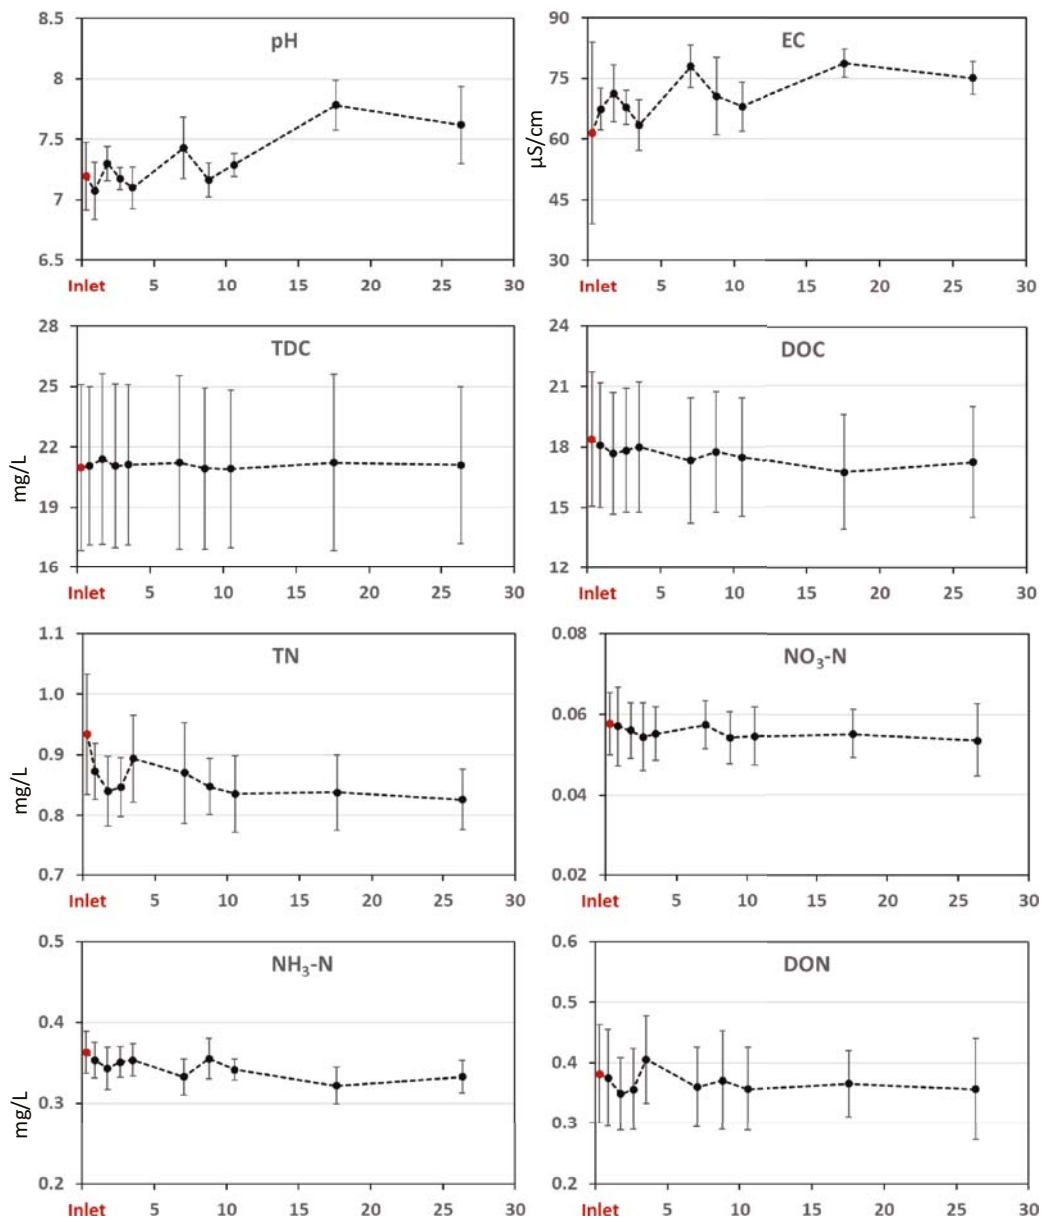 pH
8.5
8
7.5
7
6.5
Inlet 5 10 15 20 25 30
EC
µS/cm
90
75
60
45
30
Inlet 5 10 15 20 25 30
TDC
mg/L
28
25
22
19
16
Inlet 5 10 15 20 25 30
DOC
24
21
18
15
12
Inlet 5 10 15 20 25 30
TN
mg/L
1.1
1.0
0.9
0.8
0.7
Inlet 5 10 15 20 25 30
NO₃-N
0.08
0.06
0.04
0.02
Inlet 5 10 15 20 25 30
NH₃-N
mg/L
0.5
0.4
0.3
0.2
Inlet 5 10 15 20 25 30
DON
0.6
0.5
0.4
0.3
0.2
Inlet 5 10 15 20 25 30